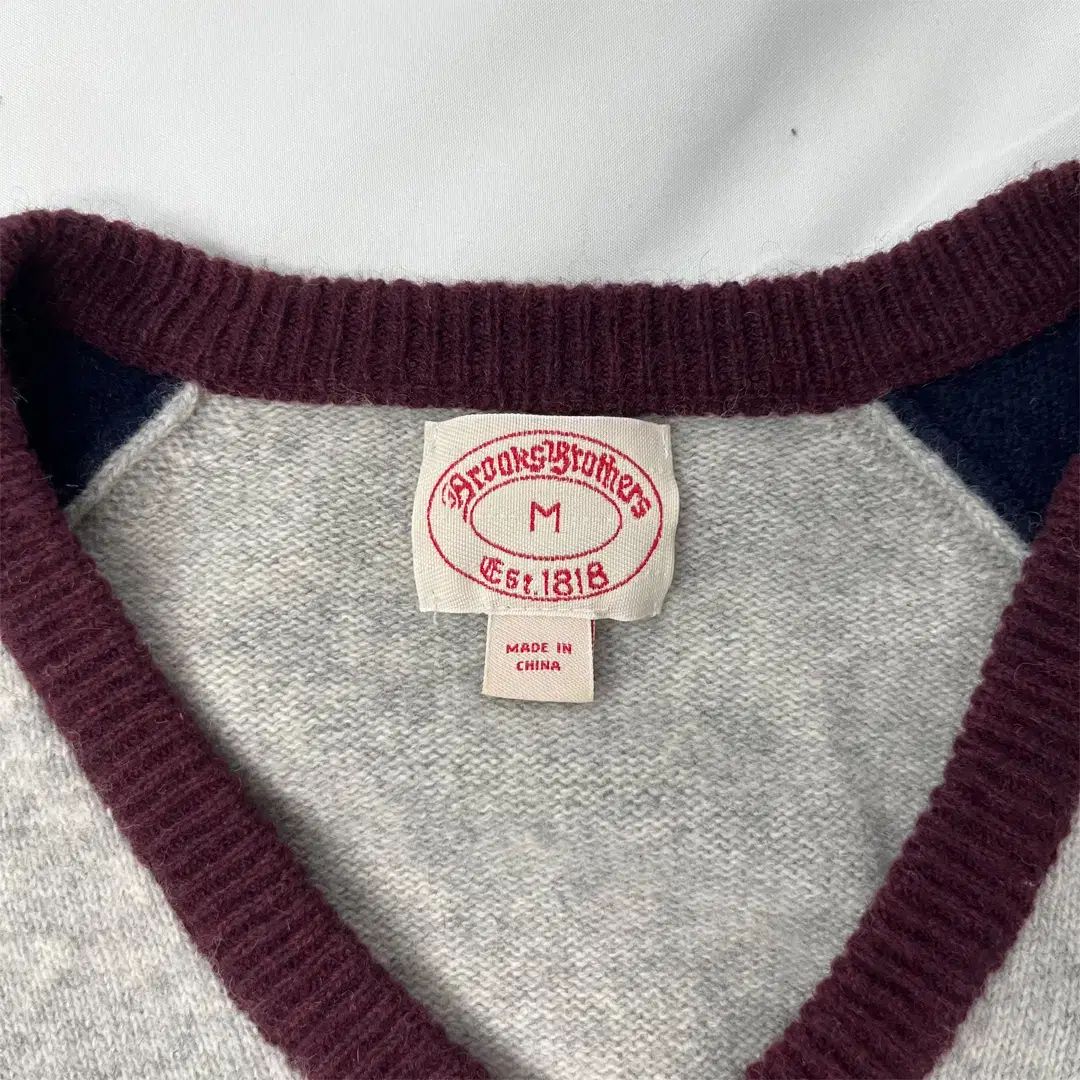 Brooks Brothers
M
Est. 1818
MADE IN
CHINA